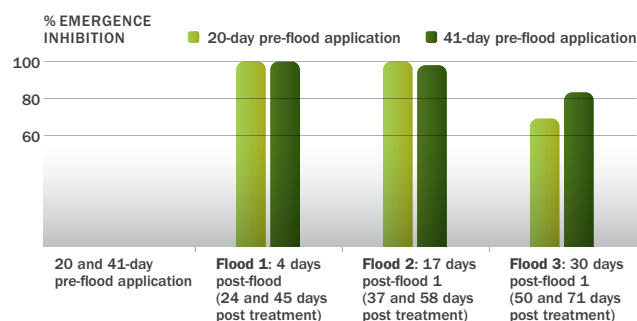 % EMERGENCE
INHIBITION
20-day pre-flood application
41-day pre-flood application
100
80
60
20 and 41-day
pre-flood application
Flood 1: 4 days
post-flood
(24 and 45 days
post treatment)
Flood 2: 17 days
post-flood 1
(37 and 58 days
post treatment)
Flood 3: 30 days
post-flood 1
(50 and 71 days
post treatment)